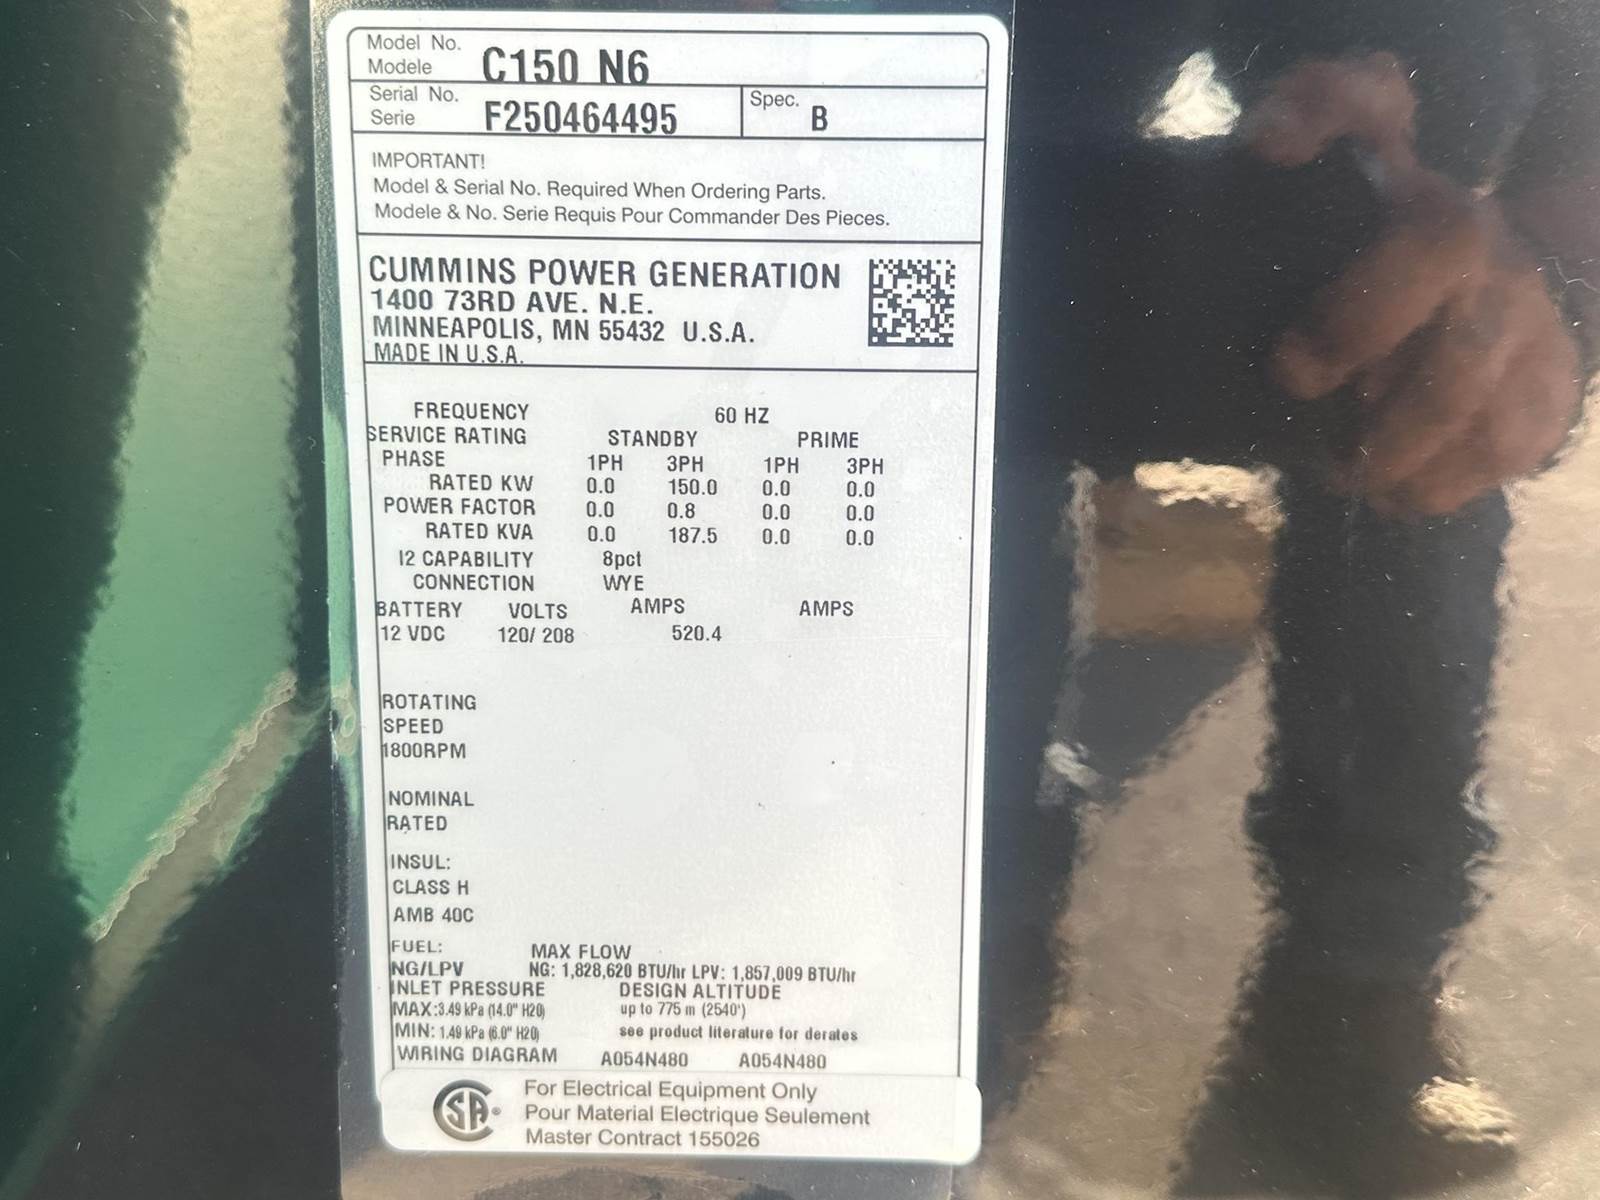 Model No. C150 N6
Modele
Serial No. F250464495 Spec. B
Serie
IMPORTANT!
Model & Serial No. Required When Ordering Parts.
Modele & No. Serie Requis Pour Commander Des Pieces.
CUMMINS POWER GENERATION
1400 73RD AVE. N.E.
MINNEAPOLIS, MN 55432 U.S.A.
MADE IN U.S.A.
FREQUENCY 60 HZ
SERVICE RATING STANDBY PRIME
PHASE 1PH 3PH 1PH 3PH
RATED KW 0.0 150.0 0.0 0.0
POWER FACTOR 0.0 0.8 0.0 0.0
RATED KVA 0.0 187.5 0.0 0.0
I2 CAPABILITY 8pct
CONNECTION WYE
BATTERY VOLTS AMPS AMPS
12 VDC 120/ 208 520.4
ROTATING
SPEED
1800RPM
NOMINAL
RATED
INSUL:
CLASS H
AMB 40C
FUEL: MAX FLOW
NG/LPV NG: 1,828,620 BTU/hr LPV: 1,857,009 BTU/hr
INLET PRESSURE DESIGN ALTITUDE
MAX:3.49 kPa (14.0" H20) up to 775 m (2540')
MIN: 1.49 kPa (6.0" H20) see product literature for derates
WIRING DIAGRAM A054N480 A054N480
SA® For Electrical Equipment Only
Pour Material Electrique Seulement
Master Contract 155026